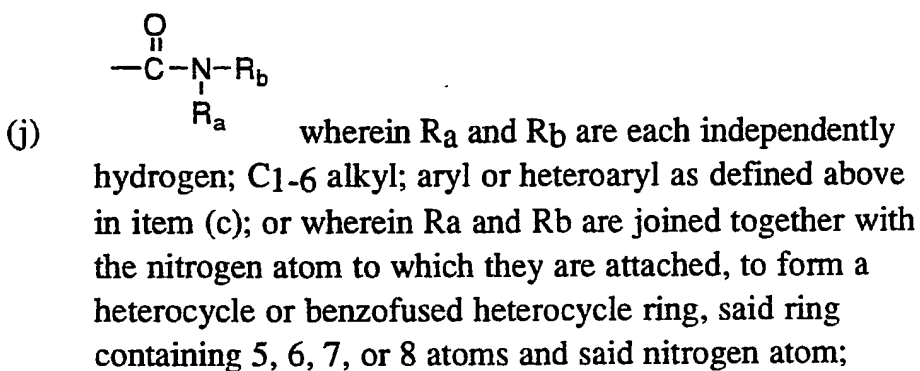 O
—C–N–Rb
Ra
(j) wherein Ra and Rb are each independently
hydrogen; C1-6 alkyl; aryl or heteroaryl as defined above
in item (c); or wherein Ra and Rb are joined together with
the nitrogen atom to which they are attached, to form a
heterocycle or benzofused heterocycle ring, said ring
containing 5, 6, 7, or 8 atoms and said nitrogen atom;